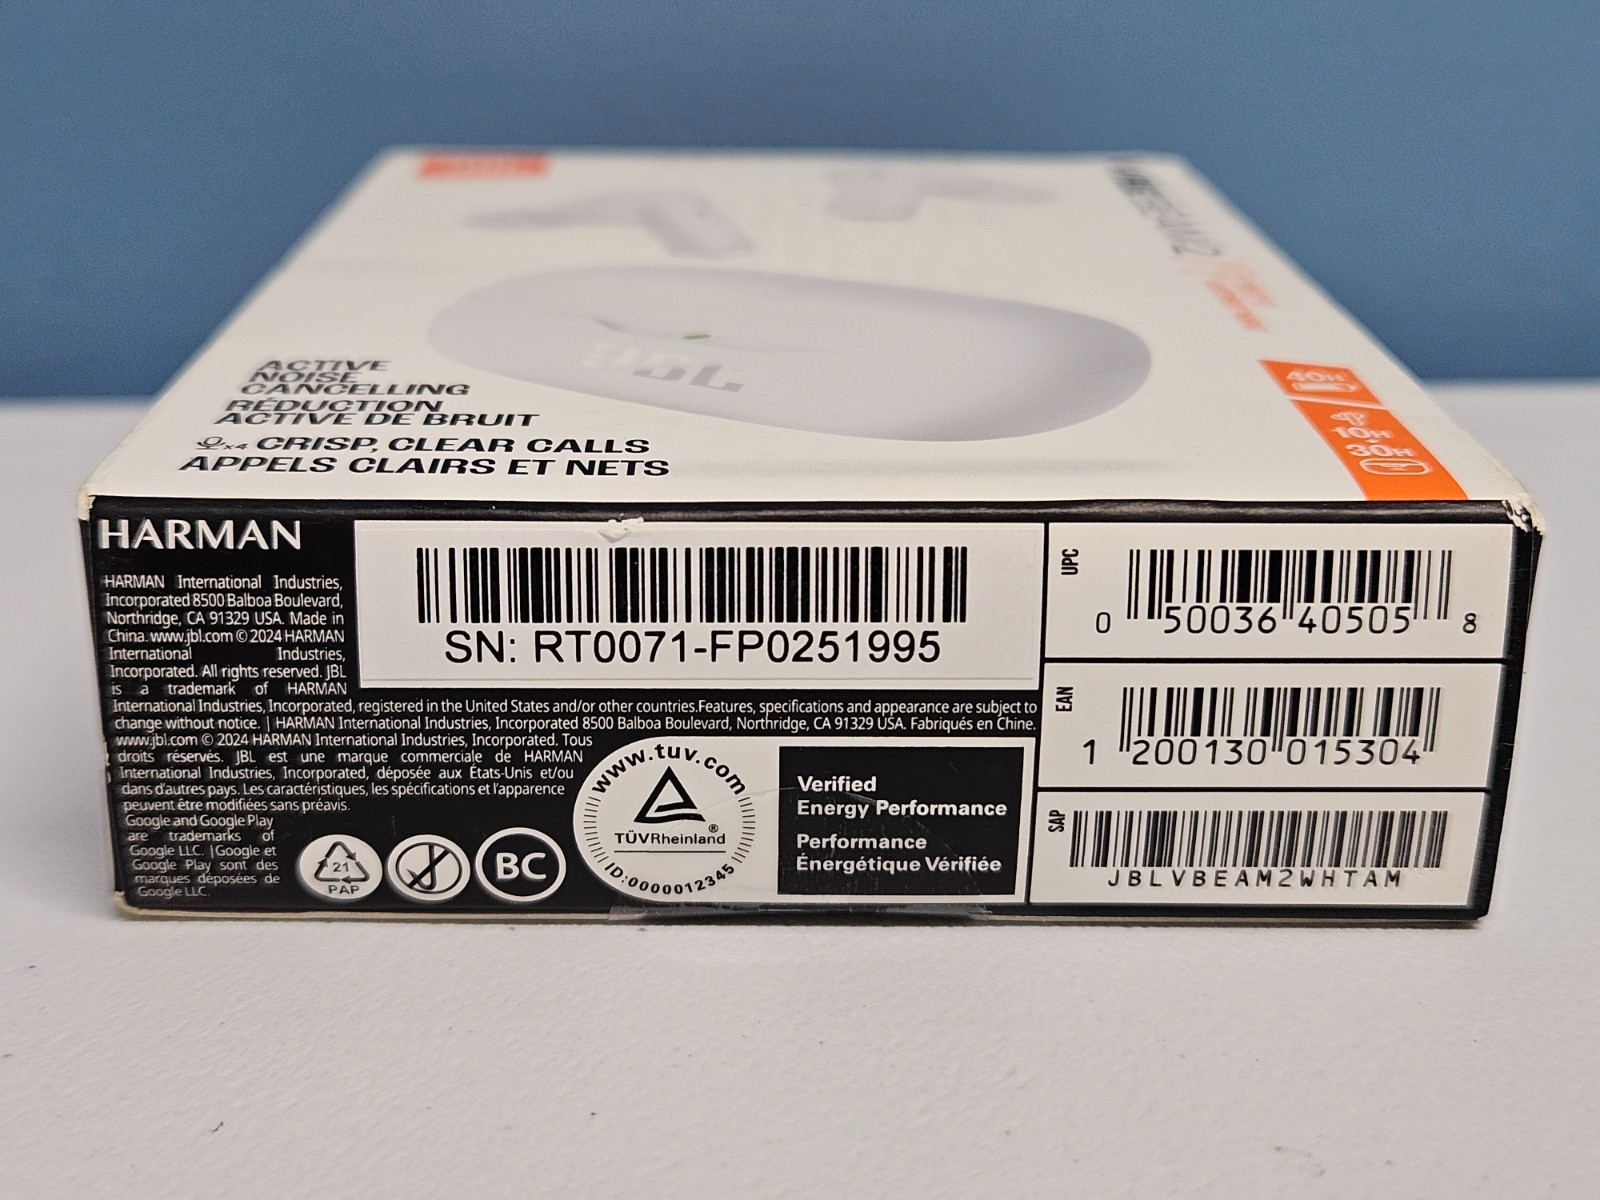 VIBE BEAM 2
JBL
ACTIVE
NOISE
CANCELLING
RÉDUCTION
ACTIVE DE BRUIT
x4 CRISP, CLEAR CALLS
APPELS CLAIRS ET NETS
40H
10H
+
30H
HARMAN
HARMAN International Industries,
Incorporated 8500 Balboa Boulevard,
Northridge, CA 91329 USA. Made in
China. www.jbl.com © 2024 HARMAN
International Industries,
Incorporated. All rights reserved. JBL
is a trademark of HARMAN
International Industries, Incorporated, registered in the United States and/or other countries.Features, specifications and appearance are subject to
change without notice. | HARMAN International Industries, Incorporated 8500 Balboa Boulevard, Northridge, CA 91329 USA. Fabriqués en Chine.
www.jbl.com © 2024 HARMAN International Industries, Incorporated. Tous
droits réservés. JBL est une marque commerciale de HARMAN
International Industries, Incorporated, déposée aux États-Unis et/ou
dans d'autres pays. Les caractéristiques, les spécifications et l'apparence
peuvent être modifiées sans préavis.
Google and Google Play
are trademarks of
Google LLC. |Google et
Google Play sont des
marques déposées de
Google LLC.
21
PAP
BC
SN: RT0071-FP0251995
www.tuv.com
TÜVRheinland®
ID:0000012345
Verified
Energy Performance
Performance
Énergétique Vérifiée
UPC
0 50036 40505 8
EAN
1 200130 015304
SAP
JBLVBEAM2WHTAM